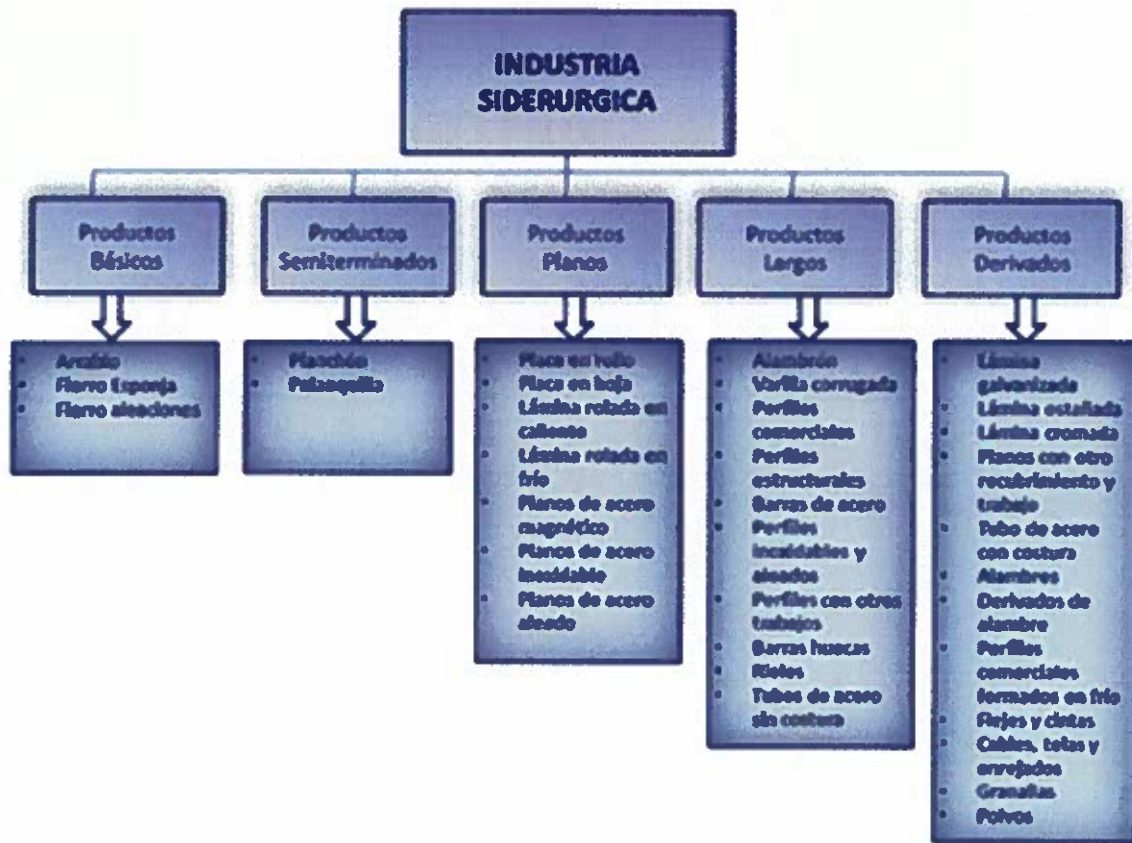 INDUSTRIA
SIDERURGICA
Productos
Básicos
Productos
Semiterminados
Productos
Planos
Productos
Largos
Productos
Derivados
Arrabio
Fierro Esponja
Fierro aleaciones
Planchón
Palanquilla
Placa en rollo
Placa en hoja
Lámina rolada en
caliente
Lámina rolada en
frío
Planos de acero
magnético
Planos de acero
inoxidable
Planos de acero
aleado
Alambrón
Varilla corrugada
Perfiles
comerciales
Perfiles
estructurales
Barras de acero
Perfiles
inoxidables y
aleados
Perfiles con otros
trabajos
Barras huecas
Rieles
Tubos de acero
sin costura
Lámina
galvanizada
Lámina estañada
Lámina cromada
Planos con otro
recubrimiento y
trabajo
Tubo de acero
con costura
Alambres
Derivados de
alambre
Perfiles
comerciales
formados en frío
Flejes y cintas
Cables, telas y
enrejados
Granallas
Polvos